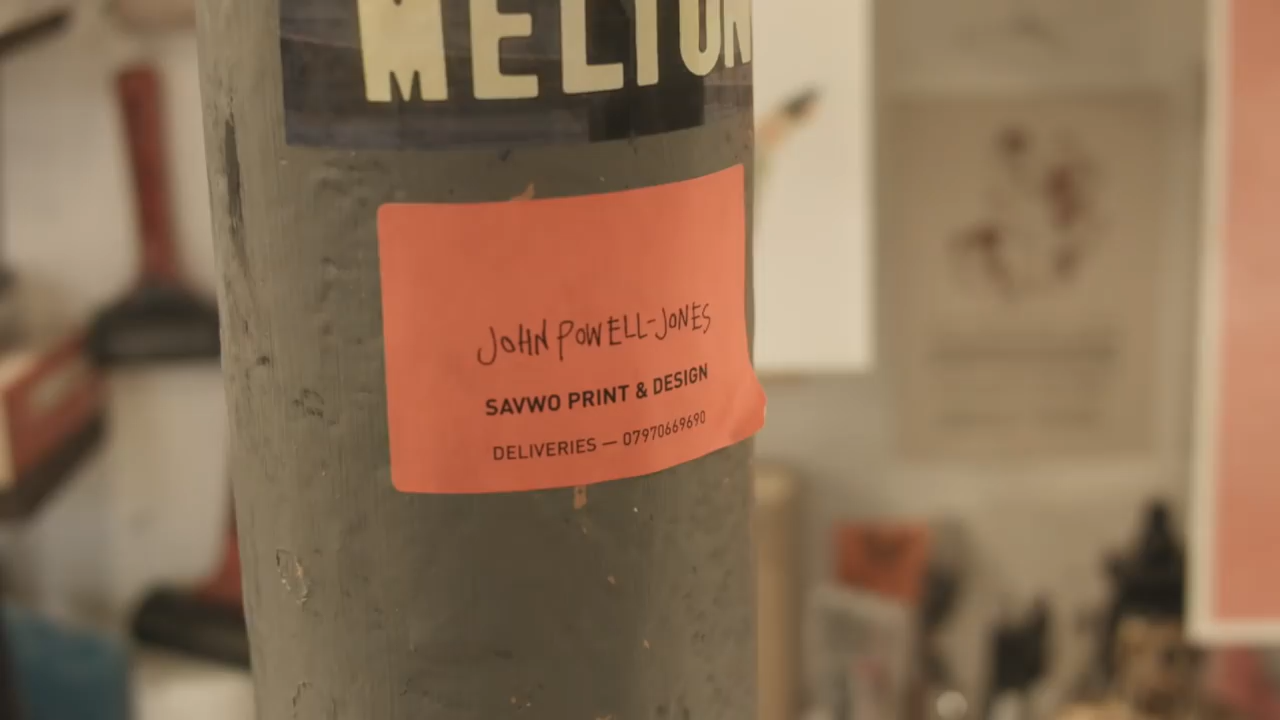 MELTON
JOHN POWELL-JONES
SAVWO PRINT & DESIGN
DELIVERIES — 07970669690